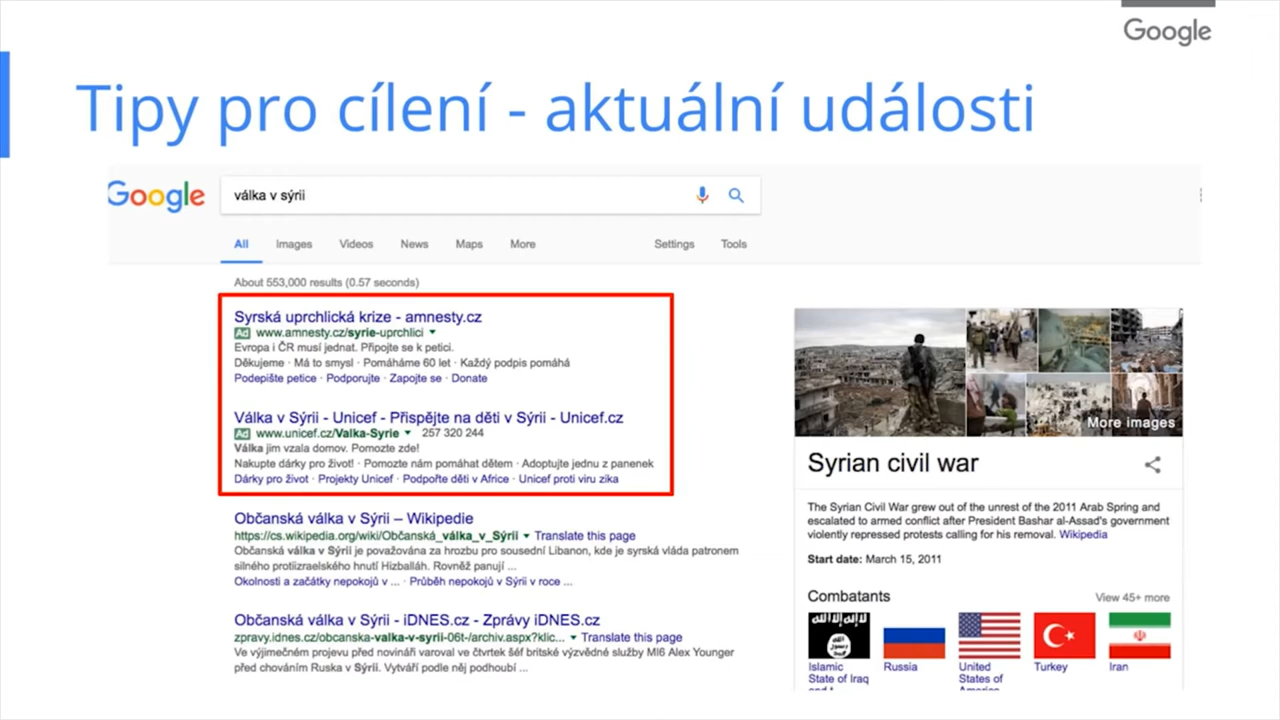 Google
Tipy pro cílení - aktuální události
Google
válka v sýrii
All Images Videos News Maps More Settings Tools
About 553,000 results (0.57 seconds)
Syrská uprchlická krize - amnesty.cz
Ad www.amnesty.cz/syrie-uprchlici
Evropa i ČR musí jednat. Připojte se k petici.
Děkujeme · Má to smysl · Pomáháme 60 let · Každý podpis pomáhá
Podepište petice · Podporujte · Zapojte se · Donate
Válka v Sýrii - Unicef - Přispějte na děti v Sýrii - Unicef.cz
Ad www.unicef.cz/Valka-Syrie 257 320 244
Válka jim vzala domov. Pomozte zde!
Nakupte dárky pro život! · Pomozte nám pomáhat dětem · Adoptujte jednu z panenek
Dárky pro život · Projekty Unicef · Podpořte děti v Africe · Unicef proti viru zika
Občanská válka v Sýrii – Wikipedie
https://cs.wikipedia.org/wiki/Občanská_válka_v_Sýrii Translate this page
Občanská válka v Sýrii je považována za hrozbu pro sousední Libanon, kde je syrská vláda patronem
silného protiizraelského hnutí Hizballáh. Rovněž panují ...
Okolnosti a začátky nepokojů v ... · Průběh nepokojů v Sýrii v roce ...
Občanská válka v Sýrii - iDNES.cz - Zprávy iDNES.cz
zpravy.idnes.cz/obcanska-valka-v-syrii-06t-/archiv.aspx?klic... Translate this page
Ve výjimečném projevu před novináři varoval ve čtvrtek šéf britské výzvědné služby MI6 Alex Younger
před chováním Ruska v Sýrii. Vytváří podle něj podhoubí ...
More images
Syrian civil war
The Syrian Civil War grew out of the unrest of the 2011 Arab Spring and
escalated to armed conflict after President Bashar al-Assad's government
violently repressed protests calling for his removal. Wikipedia
Start date: March 15, 2011
Combatants View 45+ more
Islamic Russia United Turkey Iran
State of Iraq States of